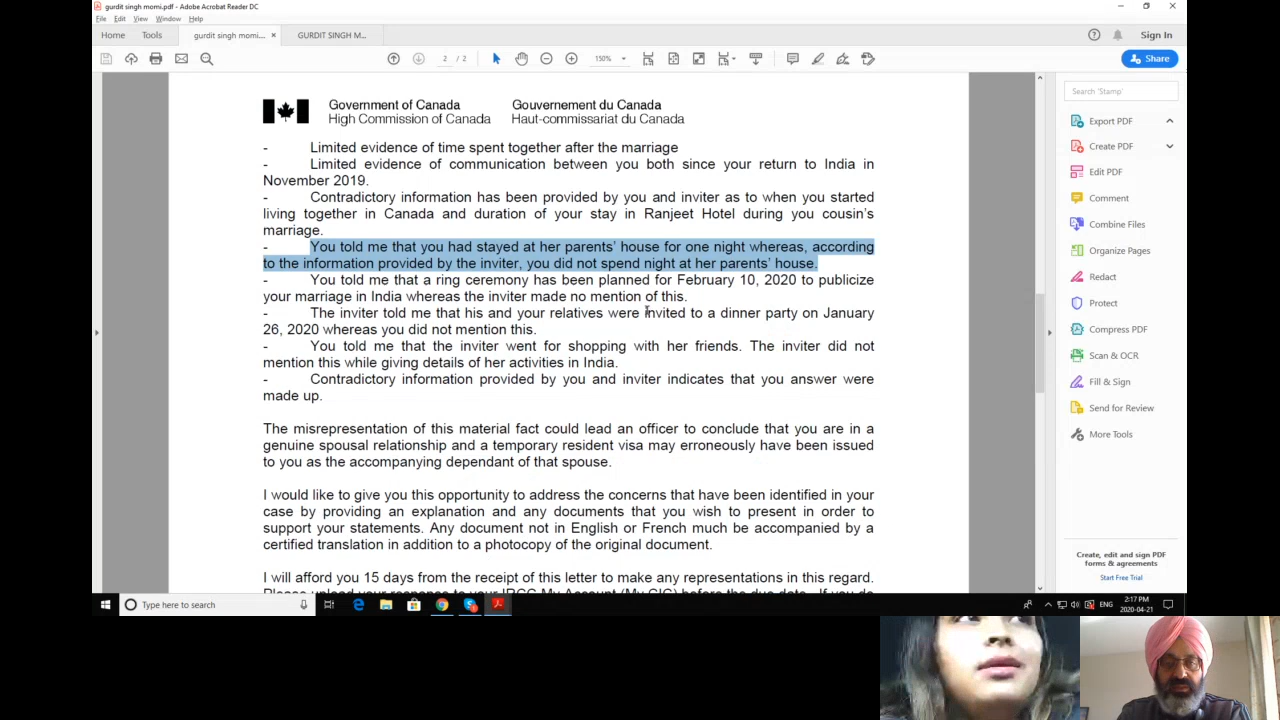 gurdit singh momi.pdf - Adobe Acrobat Reader DC
File Edit View Window Help
Home Tools gurdit singh momi.... × GURDIT SINGH M... Sign In
2 / 2 150% Share
Government of Canada Gouvernement du Canada
High Commission of Canada Haut-commissariat du Canada
- Limited evidence of time spent together after the marriage
- Limited evidence of communication between you both since your return to India in
November 2019.
- Contradictory information has been provided by you and inviter as to when you started
living together in Canada and duration of your stay in Ranjeet Hotel during you cousin's
marriage.
- You told me that you had stayed at her parents' house for one night whereas, according
to the information provided by the inviter, you did not spend night at her parents' house.
- You told me that a ring ceremony has been planned for February 10, 2020 to publicize
your marriage in India whereas the inviter made no mention of this.
- The inviter told me that his and your relatives were invited to a dinner party on January
26, 2020 whereas you did not mention this.
- You told me that the inviter went for shopping with her friends. The inviter did not
mention this while giving details of her activities in India.
- Contradictory information provided by you and inviter indicates that you answer were
made up.
The misrepresentation of this material fact could lead an officer to conclude that you are in a
genuine spousal relationship and a temporary resident visa may erroneously have been issued
to you as the accompanying dependant of that spouse.
I would like to give you this opportunity to address the concerns that have been identified in your
case by providing an explanation and any documents that you wish to present in order to
support your statements. Any document not in English or French much be accompanied by a
certified translation in addition to a photocopy of the original document.
I will afford you 15 days from the receipt of this letter to make any representations in this regard.
Search 'Stamp'
Export PDF
Create PDF
Edit PDF
Comment
Combine Files
Organize Pages
Redact
Protect
Compress PDF
Scan & OCR
Fill & Sign
Send for Review
More Tools
Create, edit and sign PDF
forms & agreements
Start Free Trial
Type here to search
ENG
2:17 PM
2020-04-21